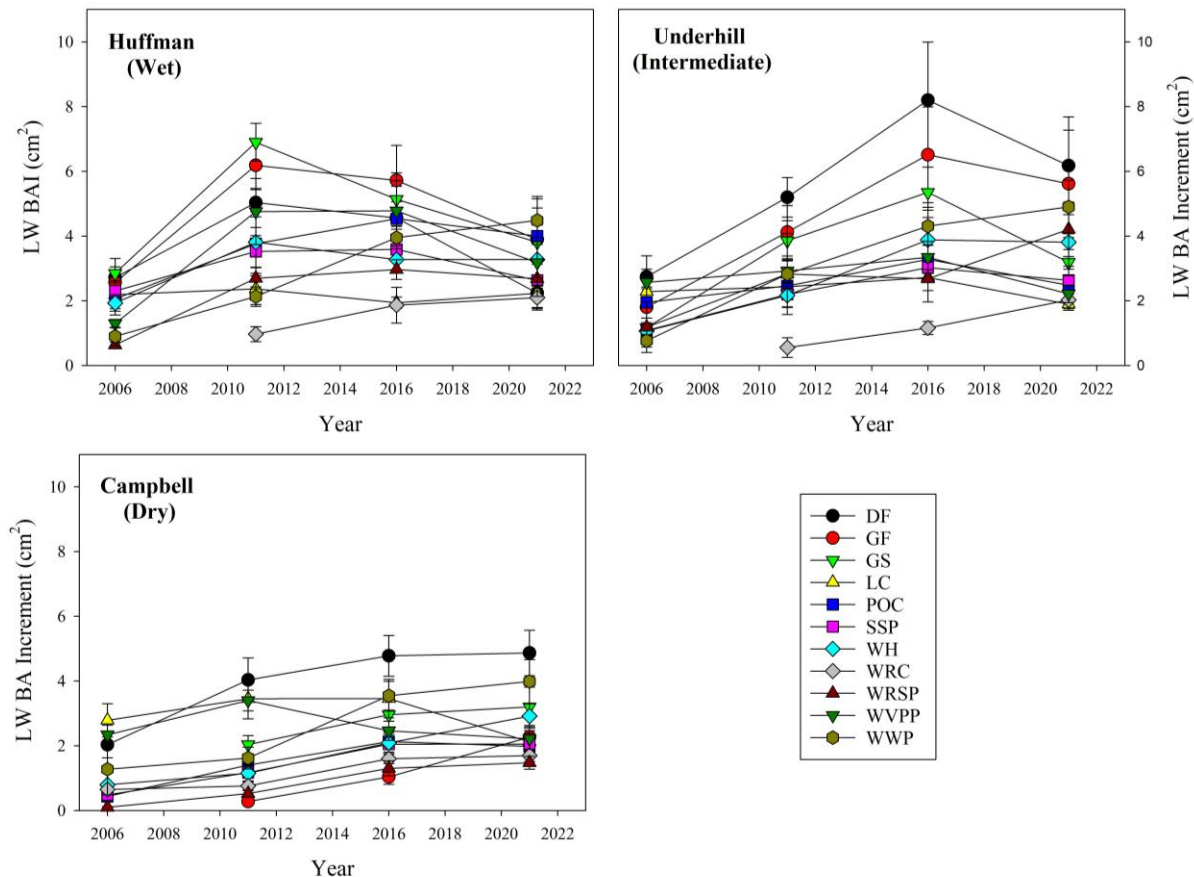 Huffman
(Wet)
LW BAI (cm²)
10
8
6
4
2
0
2006 2008 2010 2012 2014 2016 2018 2020 2022
Year
Underhill
(Intermediate)
LW BA Increment (cm²)
10
8
6
4
2
0
2006 2008 2010 2012 2014 2016 2018 2020 2022
Year
Campbell
(Dry)
LW BA Increment (cm²)
10
8
6
4
2
0
2006 2008 2010 2012 2014 2016 2018 2020 2022
Year
DF
GF
GS
LC
POC
SSP
WH
WRC
WRSP
WVPP
WWP